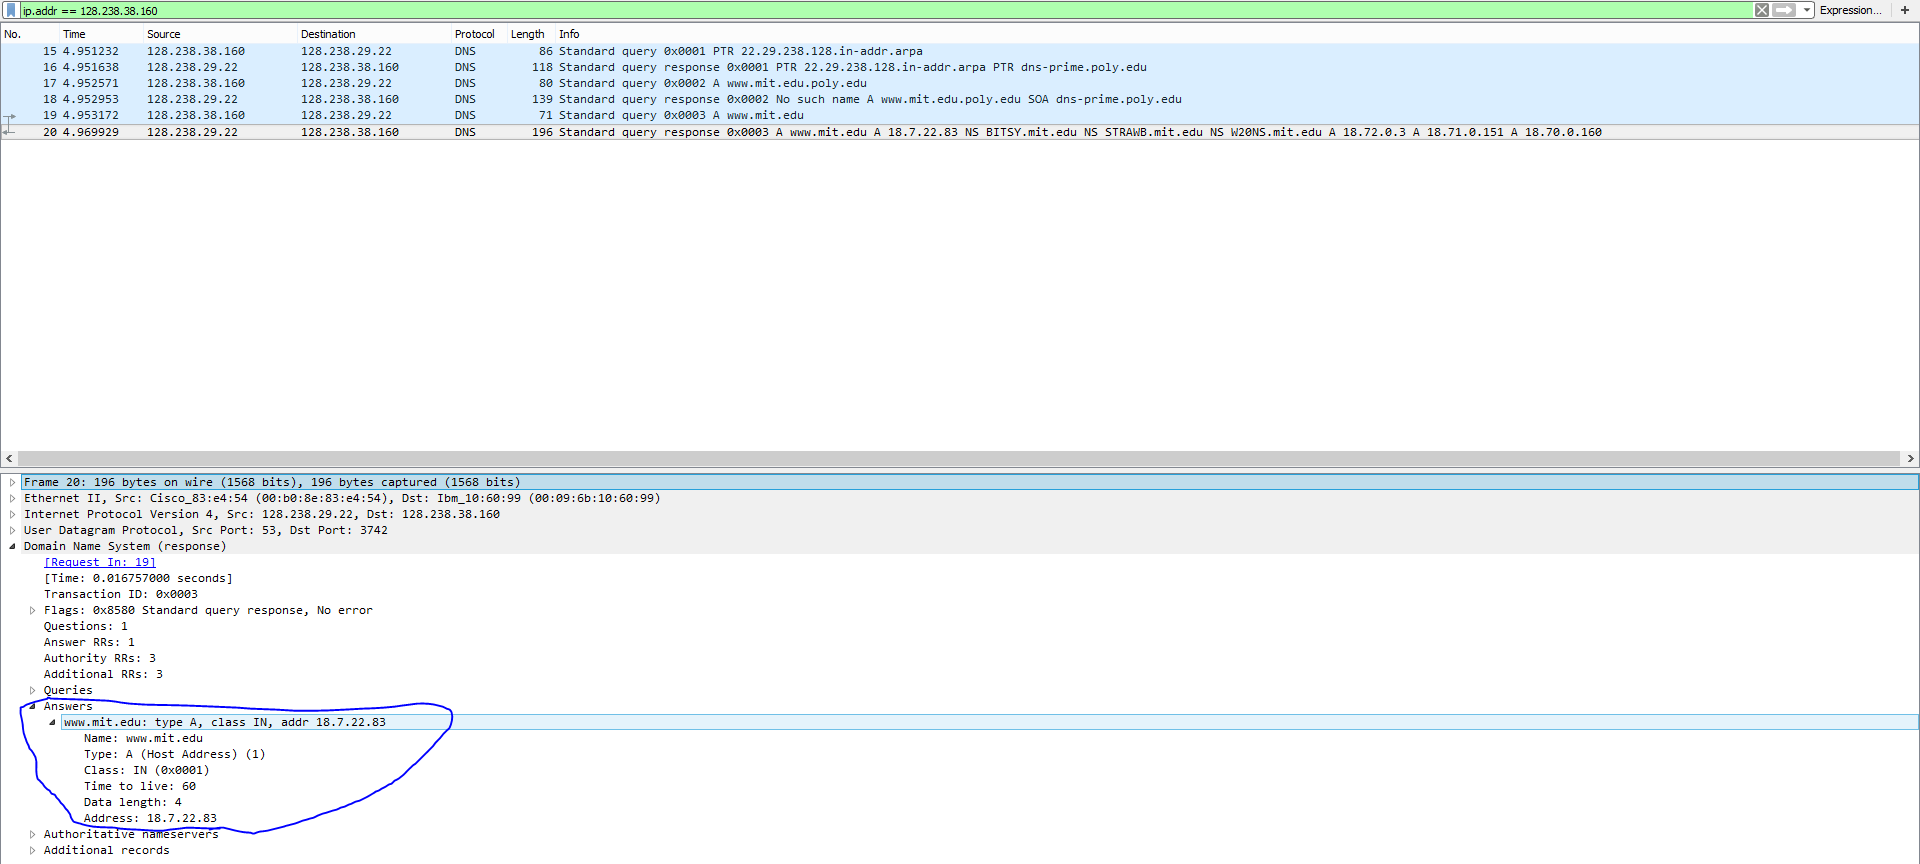 ip.addr == 128.238.38.160 Expression... +
No. Time Source Destination Protocol Length Info
15 4.951232 128.238.38.160 128.238.29.22 DNS 86 Standard query 0x0001 PTR 22.29.238.128.in-addr.arpa
16 4.951638 128.238.29.22 128.238.38.160 DNS 118 Standard query response 0x0001 PTR 22.29.238.128.in-addr.arpa PTR dns-prime.poly.edu
17 4.952571 128.238.38.160 128.238.29.22 DNS 80 Standard query 0x0002 A www.mit.edu.poly.edu
18 4.952953 128.238.29.22 128.238.38.160 DNS 139 Standard query response 0x0002 No such name A www.mit.edu.poly.edu SOA dns-prime.poly.edu
19 4.953172 128.238.38.160 128.238.29.22 DNS 71 Standard query 0x0003 A www.mit.edu
20 4.969929 128.238.29.22 128.238.38.160 DNS 196 Standard query response 0x0003 A www.mit.edu A 18.7.22.83 NS BITSY.mit.edu NS STRAWB.mit.edu NS W20NS.mit.edu A 18.72.0.3 A 18.71.0.151 A 18.70.0.160
Frame 20: 196 bytes on wire (1568 bits), 196 bytes captured (1568 bits)
Ethernet II, Src: Cisco_83:e4:54 (00:b0:8e:83:e4:54), Dst: Ibm_10:60:99 (00:09:6b:10:60:99)
Internet Protocol Version 4, Src: 128.238.29.22, Dst: 128.238.38.160
User Datagram Protocol, Src Port: 53, Dst Port: 3742
Domain Name System (response)
[Request In: 19]
[Time: 0.016757000 seconds]
Transaction ID: 0x0003
Flags: 0x8580 Standard query response, No error
Questions: 1
Answer RRs: 1
Authority RRs: 3
Additional RRs: 3
Queries
Answers
www.mit.edu: type A, class IN, addr 18.7.22.83
Name: www.mit.edu
Type: A (Host Address) (1)
Class: IN (0x0001)
Time to live: 60
Data length: 4
Address: 18.7.22.83
Authoritative nameservers
Additional records